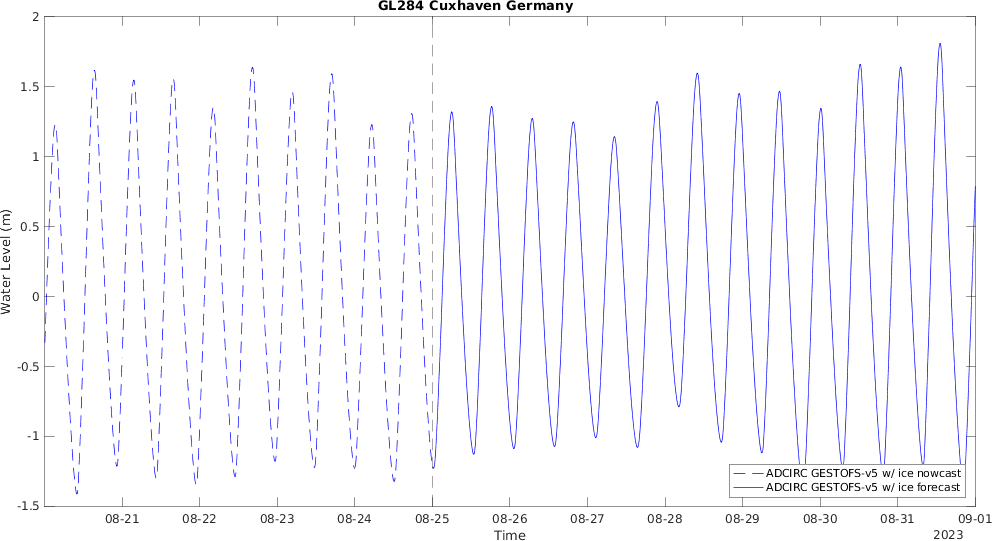 GL284 Cuxhaven Germany
2
1.5
1
0.5
0
-0.5
-1
-1.5
Water Level (m)
ADCIRC GESTOFS-v5 w/ ice nowcast
ADCIRC GESTOFS-v5 w/ ice forecast
08-21 08-22 08-23 08-24 08-25 08-26 08-27 08-28 08-29 08-30 08-31 09-01
Time
2023